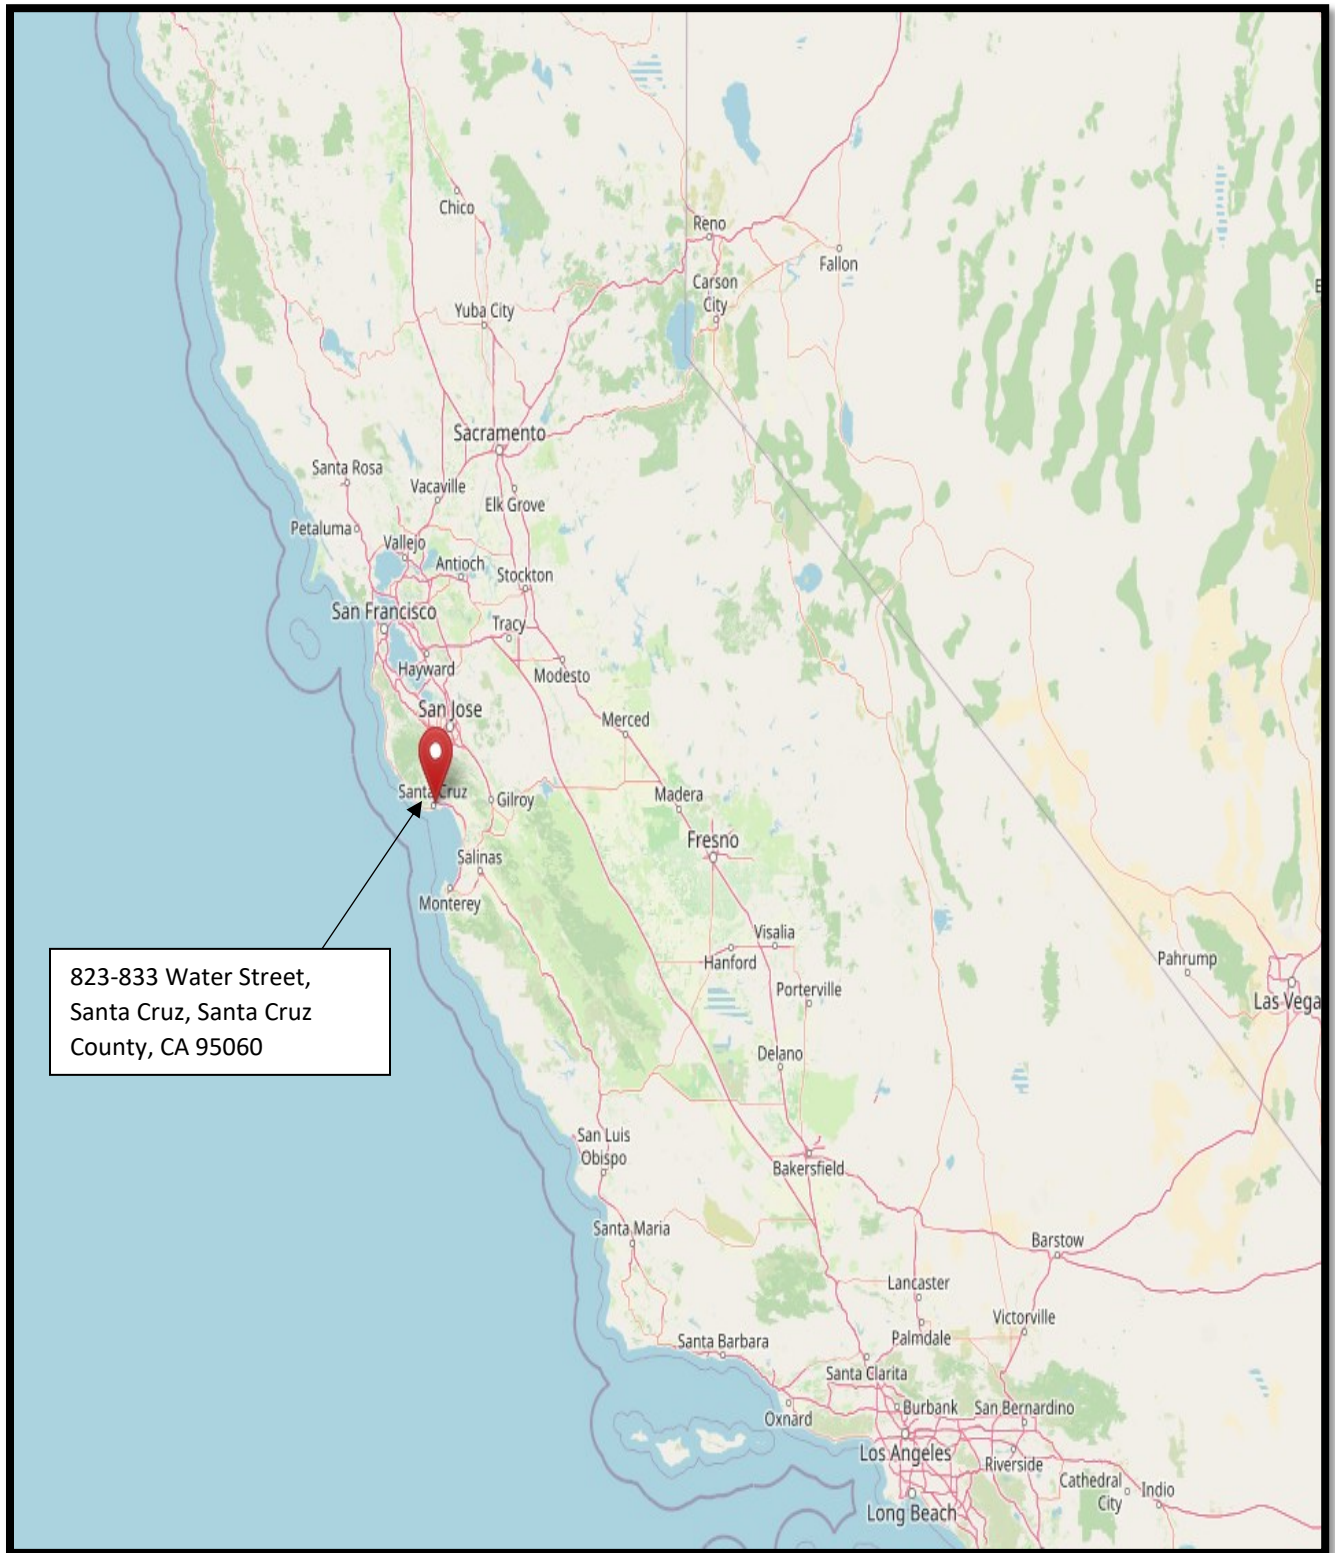 Chico
Reno
Fallon
Carson
City
E
Yuba City
Sacramento
Santa Rosa
Vacaville
Elk Grove
Petaluma
Vallejo
Antioch
Stockton
San Francisco
Tracy
Hayward
Modesto
San Jose
Merced
Santa Cruz
Gilroy
Madera
Fresno
Salinas
Monterey
Visalia
Hanford
Pahrump
Porterville
Las Vega
823-833 Water Street,
Santa Cruz, Santa Cruz
County, CA 95060
Delano
San Luis
Obispo
Bakersfield
Santa Maria
Barstow
Lancaster
Victorville
Palmdale
Santa Barbara
Santa Clarita
Burbank
San Bernardino
Oxnard
Los Angeles
Riverside
Cathedral
City
Indio
Long Beach